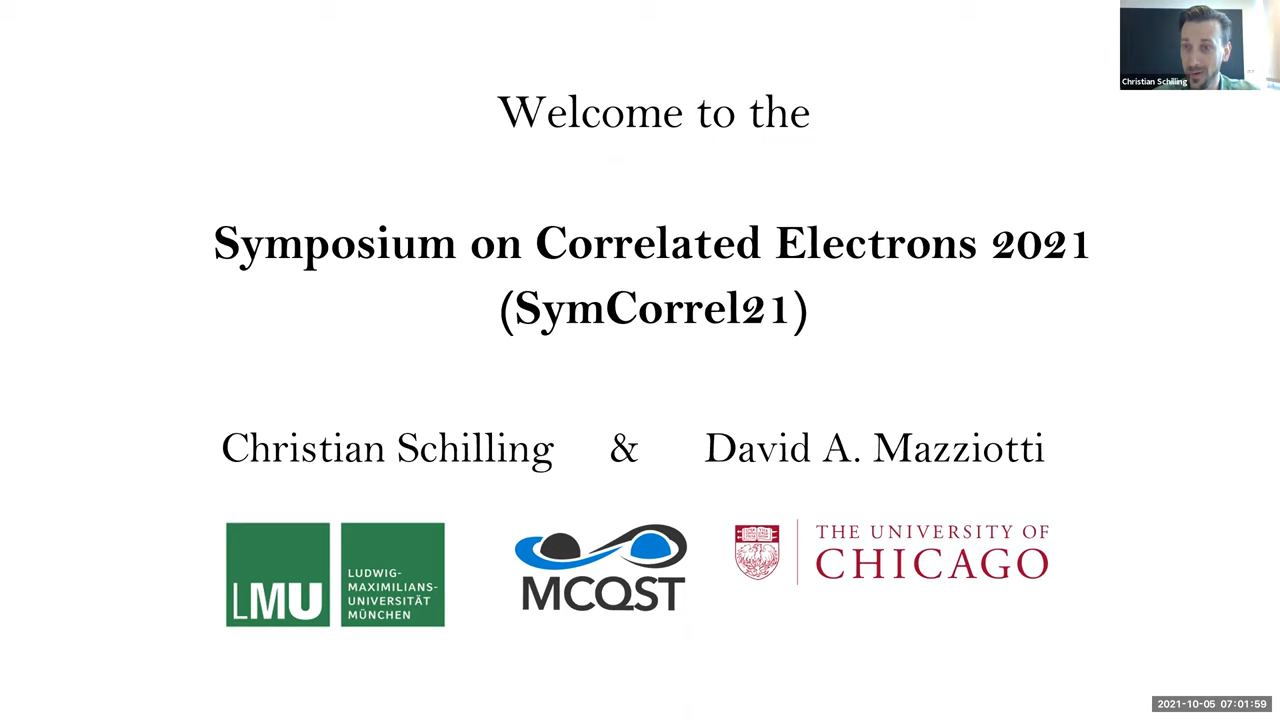 Christian Schilling
Welcome to the
Symposium on Correlated Electrons 2021
(SymCorrel21)
Christian Schilling & David A. Mazziotti
LMU
LUDWIG-
MAXIMILIANS-
UNIVERSITÄT
MÜNCHEN
MCQST
THE UNIVERSITY OF
CHICAGO
2021-10-05 07:01:59